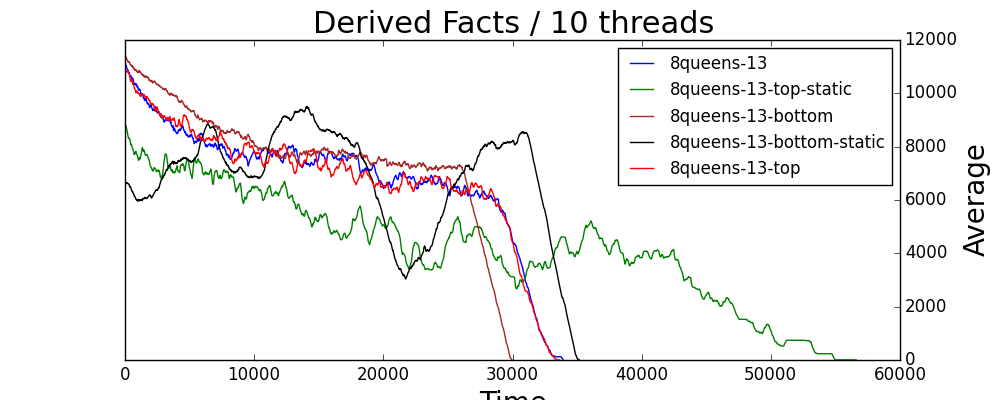 Derived Facts / 10 threads
8queens-13
8queens-13-top-static
8queens-13-bottom
8queens-13-bottom-static
8queens-13-top
12000
10000
8000
6000
4000
2000
0
Average
0 10000 20000 30000 40000 50000 60000
Time